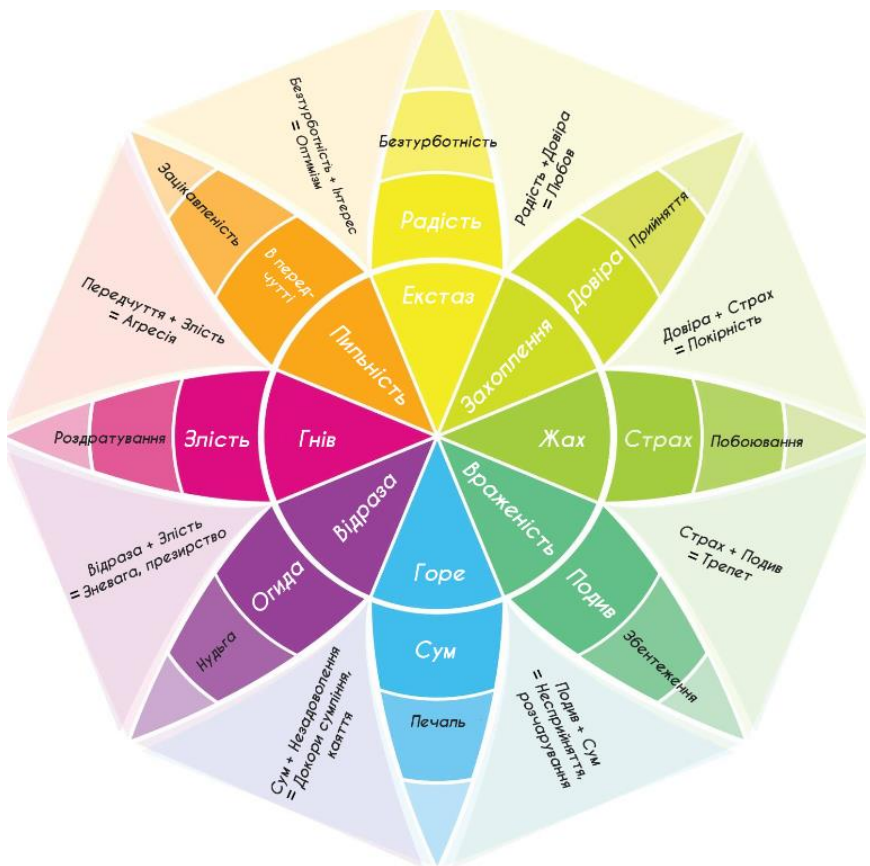 Безтурботність
Радість
Екстаз
Радість +Довіра
= Любов
Прийняття
Довіра
Захоплення
Довіра + Страх
= Покірність
Жах
Страх
Побоювання
Страх + Подив
= Трепет
Враженість
Подив
Збентеження
Подив + Сум
= Несприйняття,
розчарування
Горе
Сум
Печаль
Сум + Незадоволення
= Докори сумління,
каяття
Відраза
Огида
Нудьга
Відраза + Злість
= Зневага, презирство
Гнів
Злість
Роздратування
Передчуття + Злість
= Агресія
Пильність
В перед-
чутті
Зацікавленість
Безтурботність + Інтерес
= Оптимізм